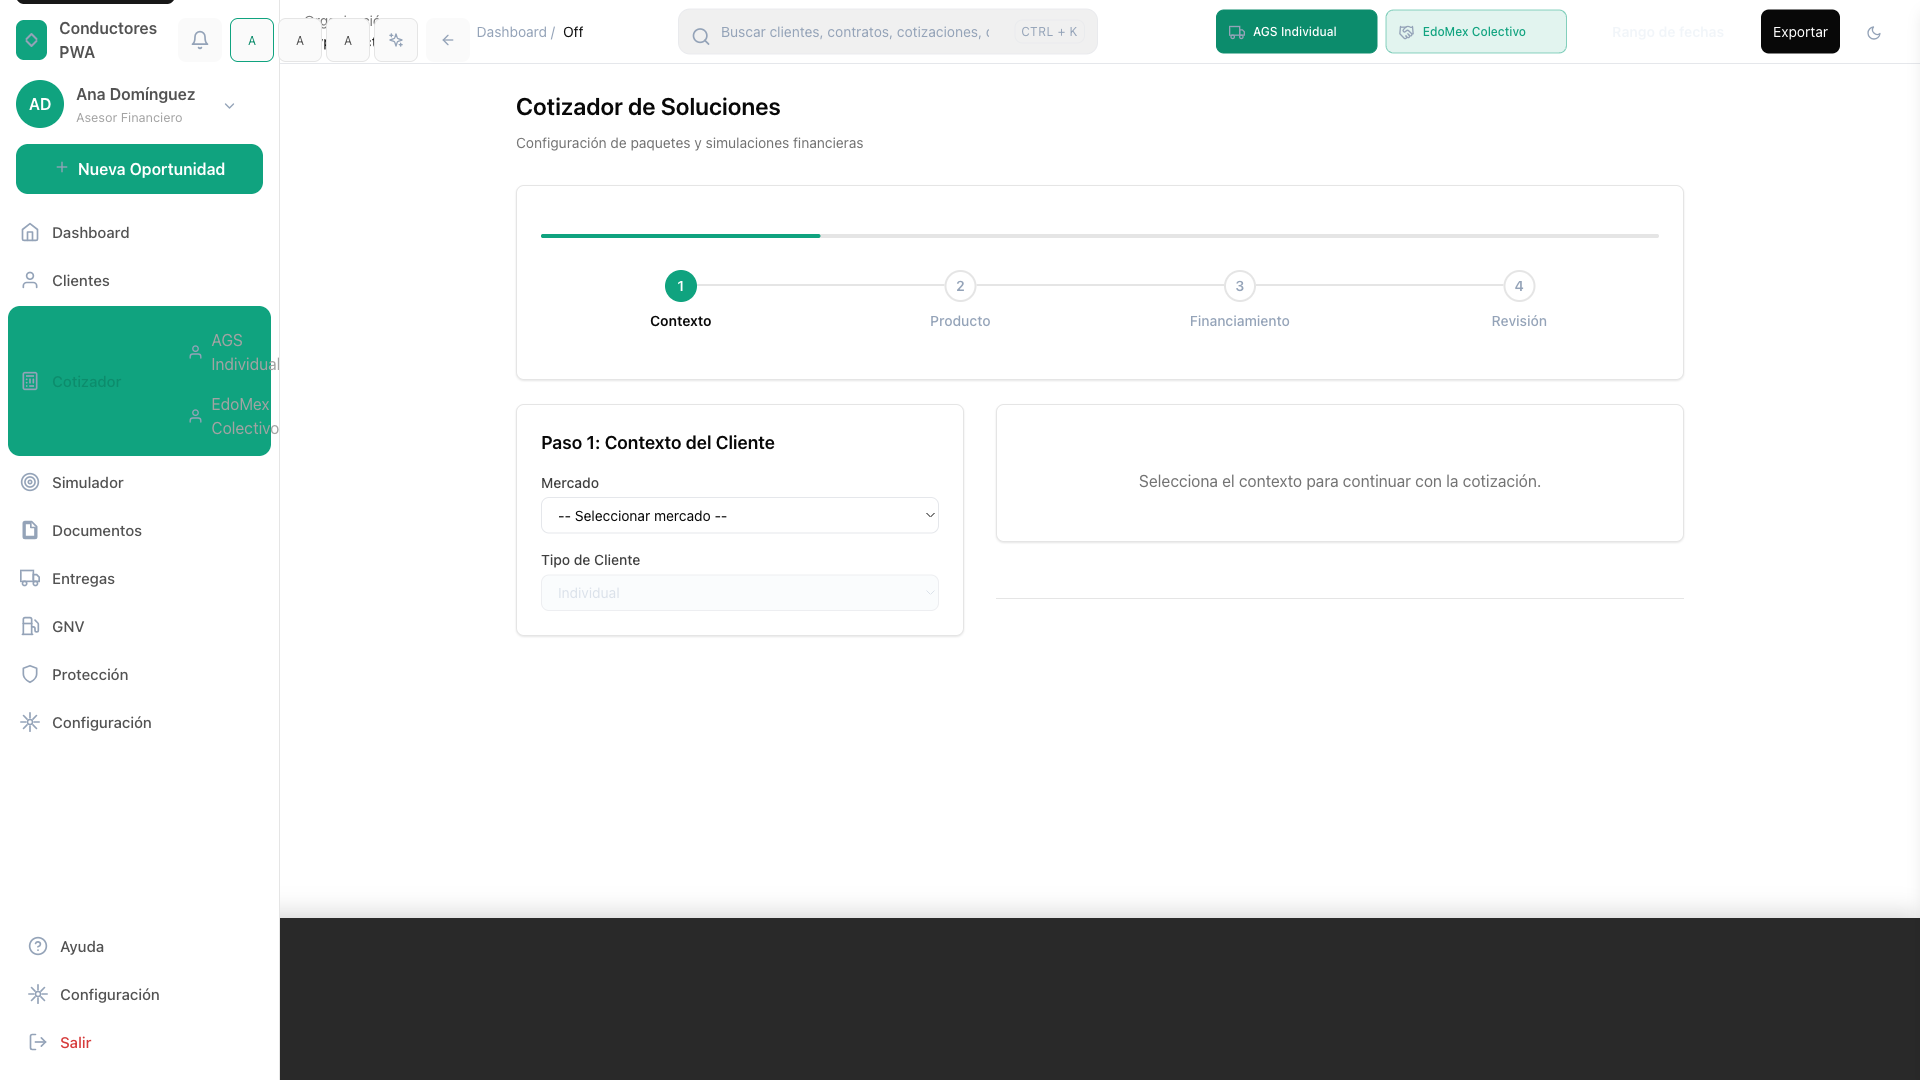 Conductores
PWA
A
A
A
Dashboard / Off
Buscar clientes, contratos, cotizaciones,
CTRL + K
AGS Individual
EdoMex Colectivo
Rango de fechas
Exportar
AD
Ana Domínguez
Asesor Financiero
+ Nueva Oportunidad
Dashboard
Clientes
Cotizador
AGS
Individual
EdoMex
Colectivo
Simulador
Documentos
Entregas
GNV
Protección
Configuración
Ayuda
Configuración
Salir
Cotizador de Soluciones
Configuración de paquetes y simulaciones financieras
1
2
3
4
Contexto
Producto
Financiamiento
Revisión
Paso 1: Contexto del Cliente
Mercado
-- Seleccionar mercado --
Tipo de Cliente
Individual
Selecciona el contexto para continuar con la cotización.